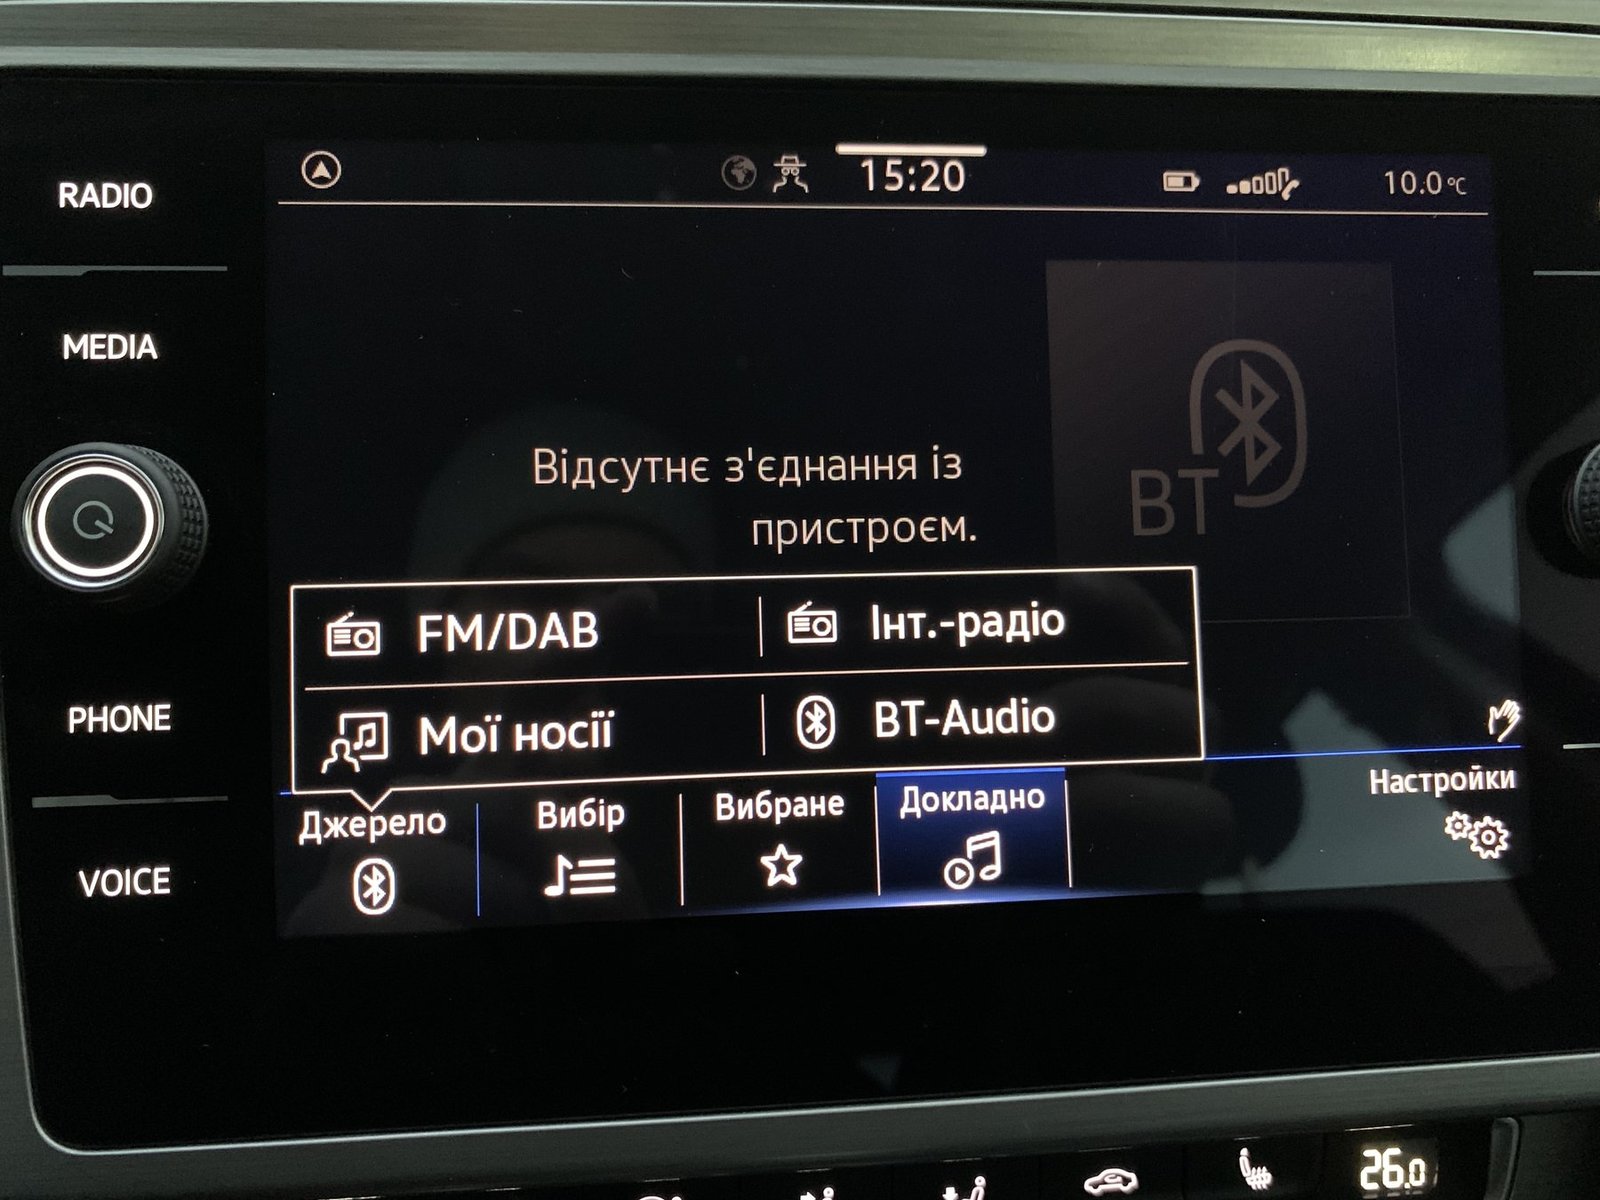 RADIO
MEDIA
PHONE
VOICE
15:20
10.0°C
Відсутнє з'єднання із
пристроєм.
BT
FM/DAB
Інт.-радіо
Мої носії
BT-Audio
Джерело
Вибір
Вибране
Докладно
Настройки
26.0